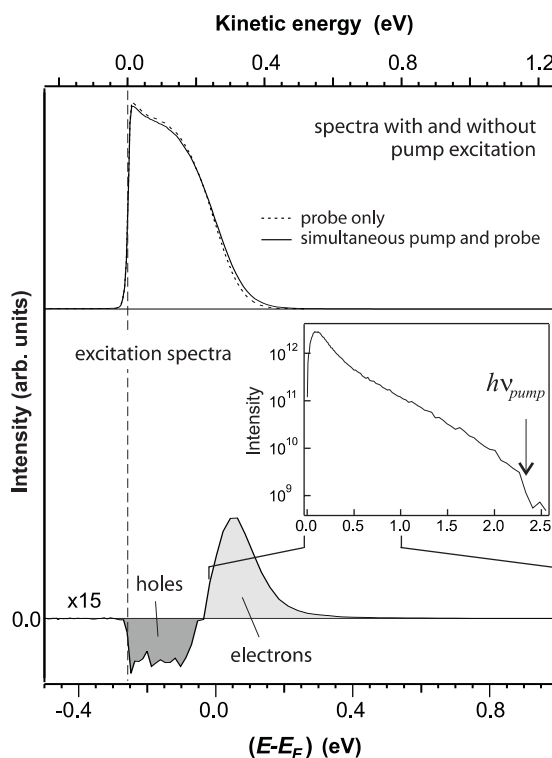 Kinetic energy (eV)
0.0 0.4 0.8 1.2
spectra with and without
pump excitation
probe only
simultaneous pump and probe
Intensity (arb. units)
excitation spectra
Intensity
10¹²
10¹¹
10¹⁰
10⁹
hνpump
0.0 0.5 1.0 1.5 2.0 2.5
x15
holes
electrons
0.0
-0.4 0.0 0.4 0.8
(E-EF) (eV)